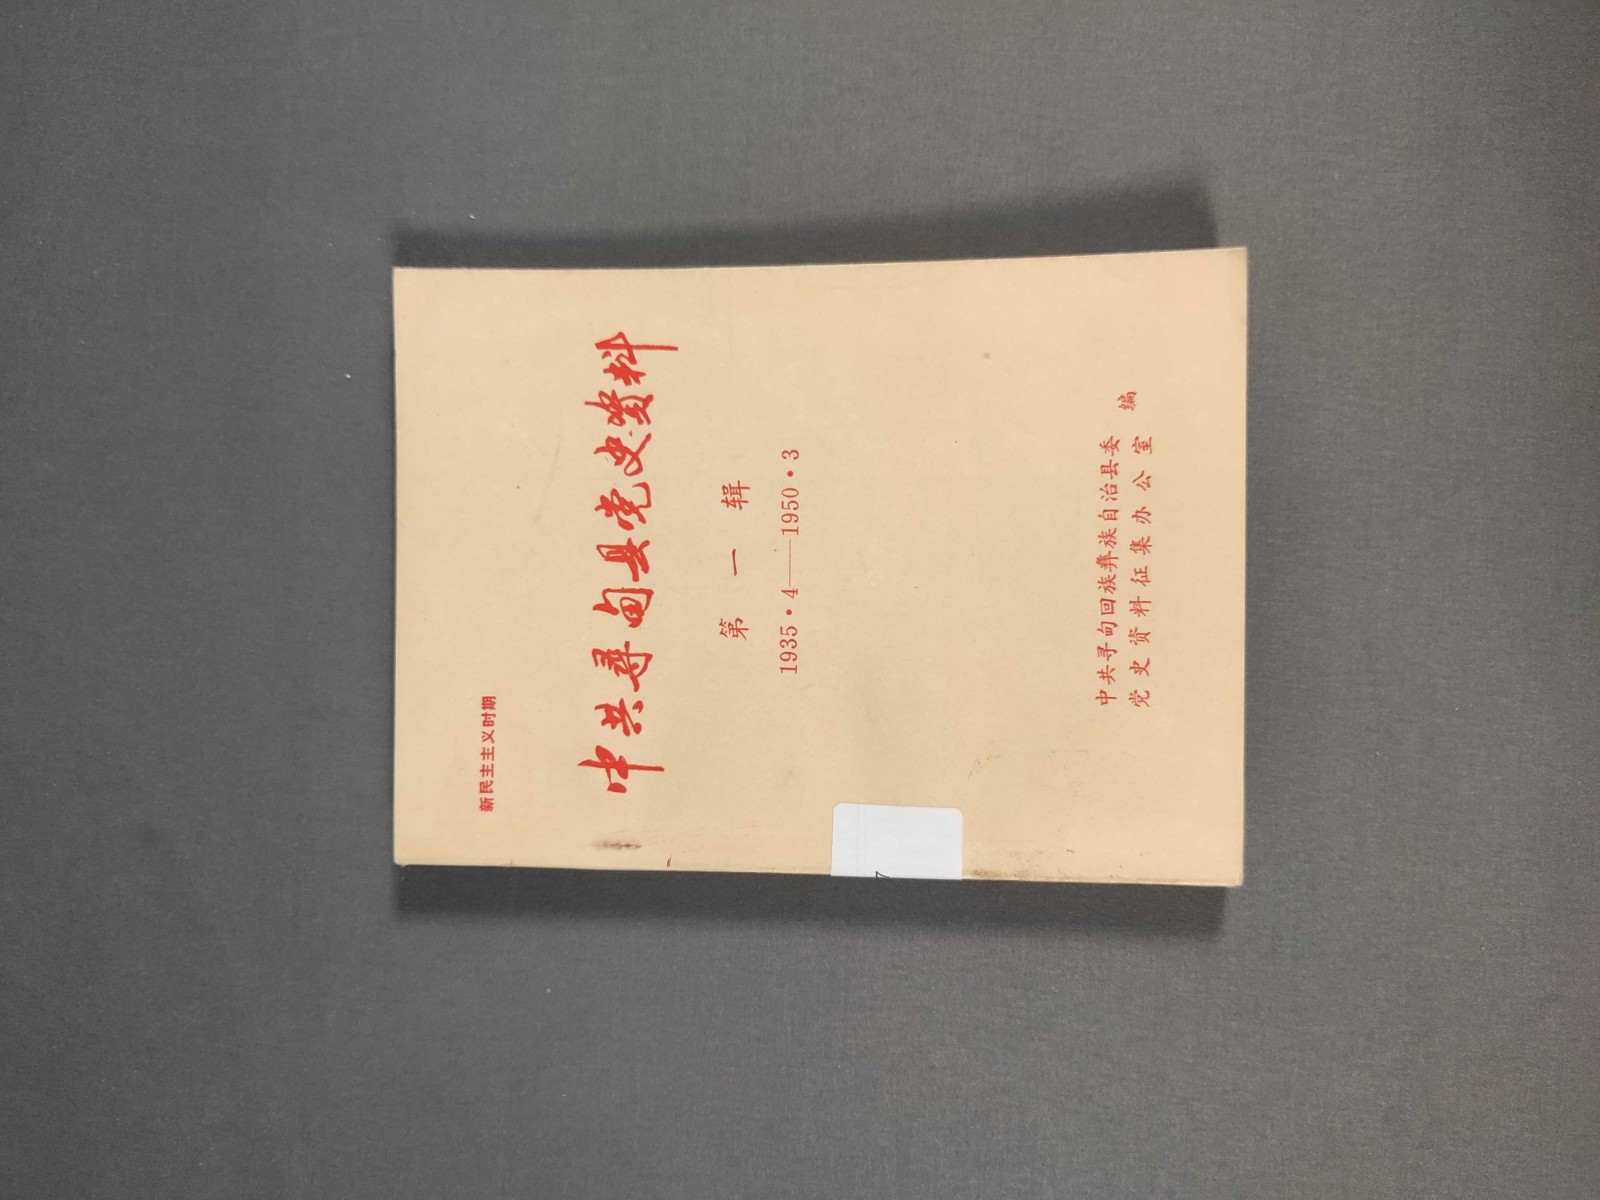 新民主主义时期
中共尋甸县党史资料
第一辑
1935·4——1950·3
中共寻甸回族彝族自治县委
党史资料征集办公室
编